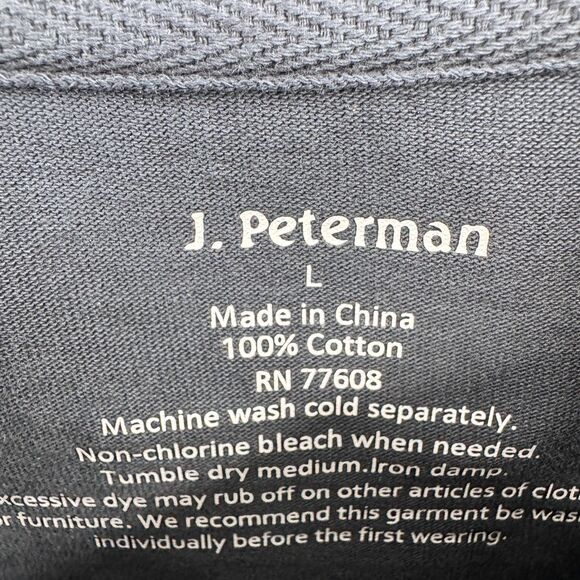 J. Peterman
L
Made in China
100% Cotton
RN 77608
Machine wash cold separately.
Non-chlorine bleach when needed.
Tumble dry medium.Iron damp.
xcessive dye may rub off on other articles of clot
r furniture. We recommend this garment be was
individually before the first wearing.